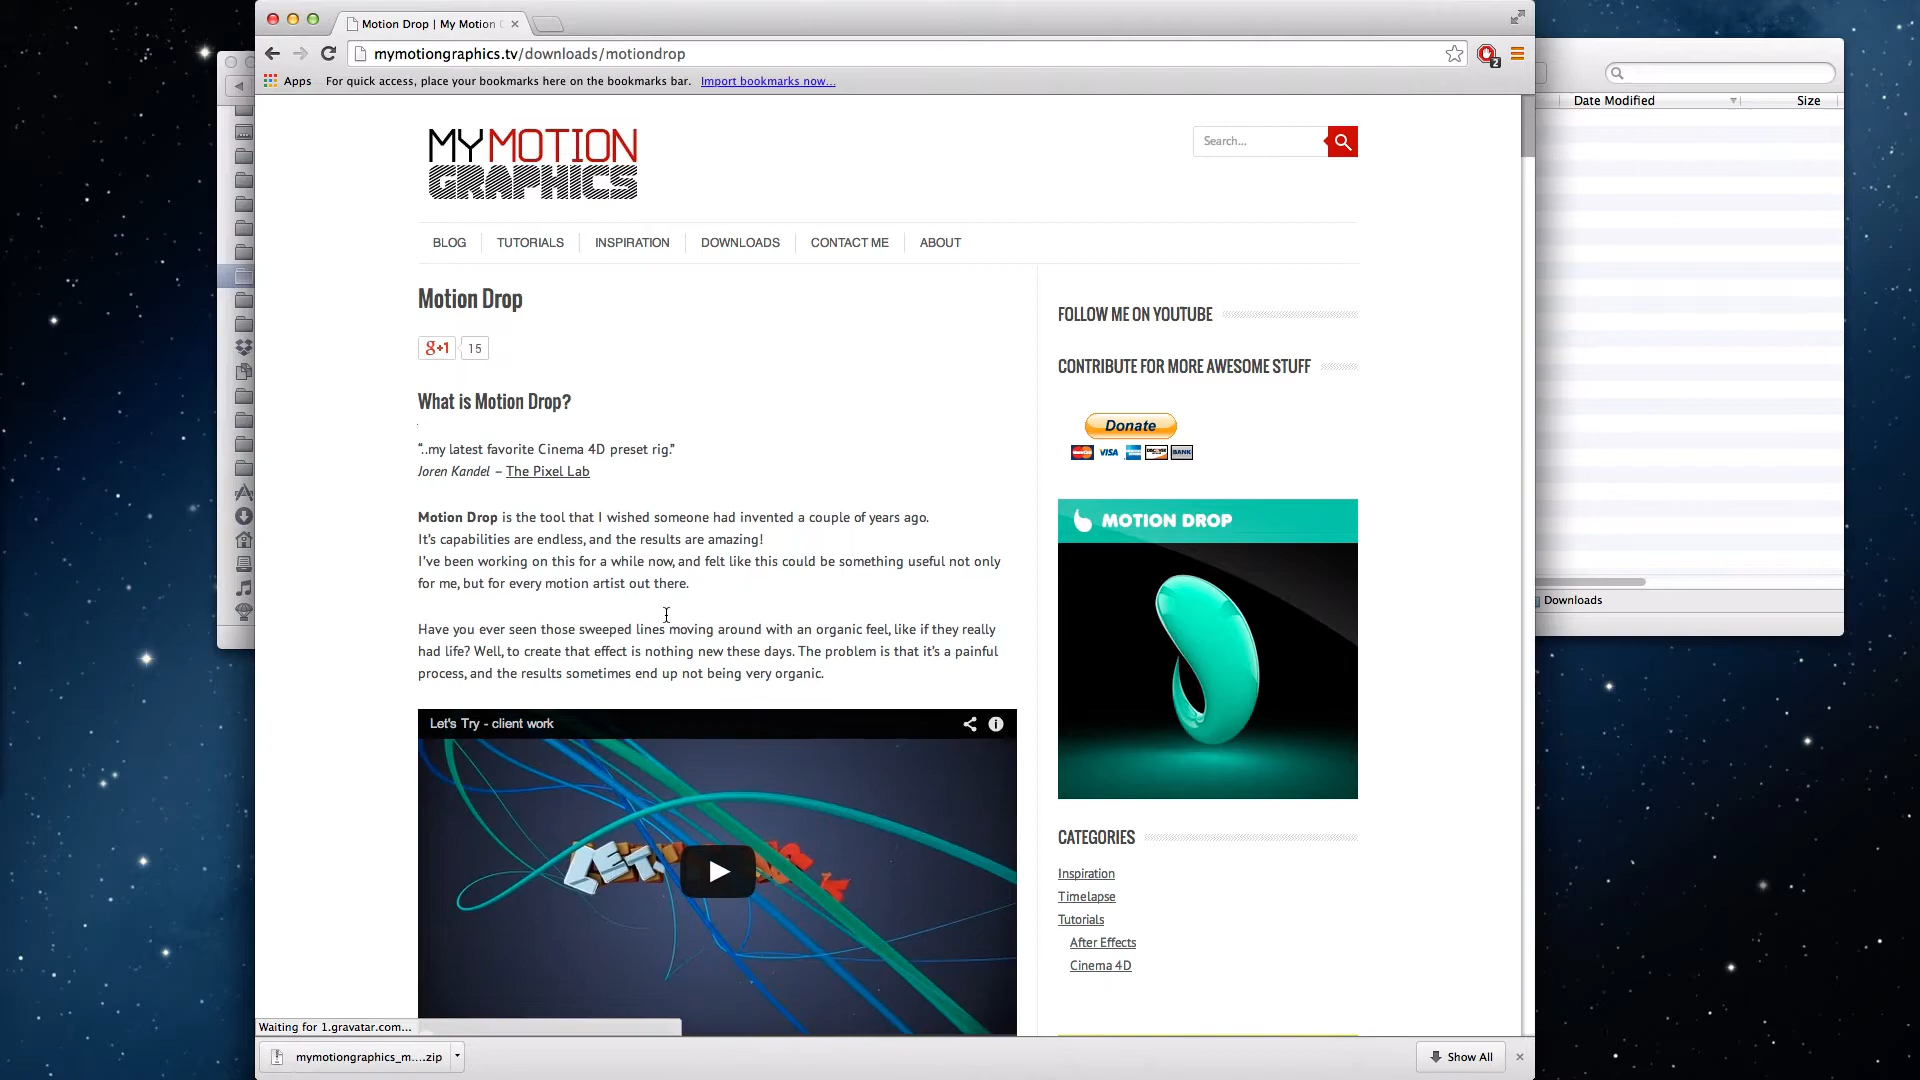 Motion Drop | My Motion
mymotiongraphics.tv/downloads/motiondrop
2
Apps
For quick access, place your bookmarks here on the bookmarks bar.
Import bookmarks now...
Date Modified
Size
MYMOTION
GRAPHICS
Search...
BLOG
TUTORIALS
INSPIRATION
DOWNLOADS
CONTACT ME
ABOUT
Motion Drop
g+1
15
What is Motion Drop?
“..my latest favorite Cinema 4D preset rig.”
Joren Kandel – The Pixel Lab
Motion Drop is the tool that I wished someone had invented a couple of years ago.
It’s capabilities are endless, and the results are amazing!
I’ve been working on this for a while now, and felt like this could be something useful not only
for me, but for every motion artist out there.
Have you ever seen those sweeped lines moving around with an organic feel, like if they really
had life? Well, to create that effect is nothing new these days. The problem is that it’s a painful
process, and the results sometimes end up not being very organic.
Let's Try - client work
FOLLOW ME ON YOUTUBE
CONTRIBUTE FOR MORE AWESOME STUFF
Donate
VISA
DISCOVER
BANK
MOTION DROP
CATEGORIES
Inspiration
Timelapse
Tutorials
After Effects
Cinema 4D
Downloads
Waiting for 1.gravatar.com...
mymotiongraphics_m....zip
Show All